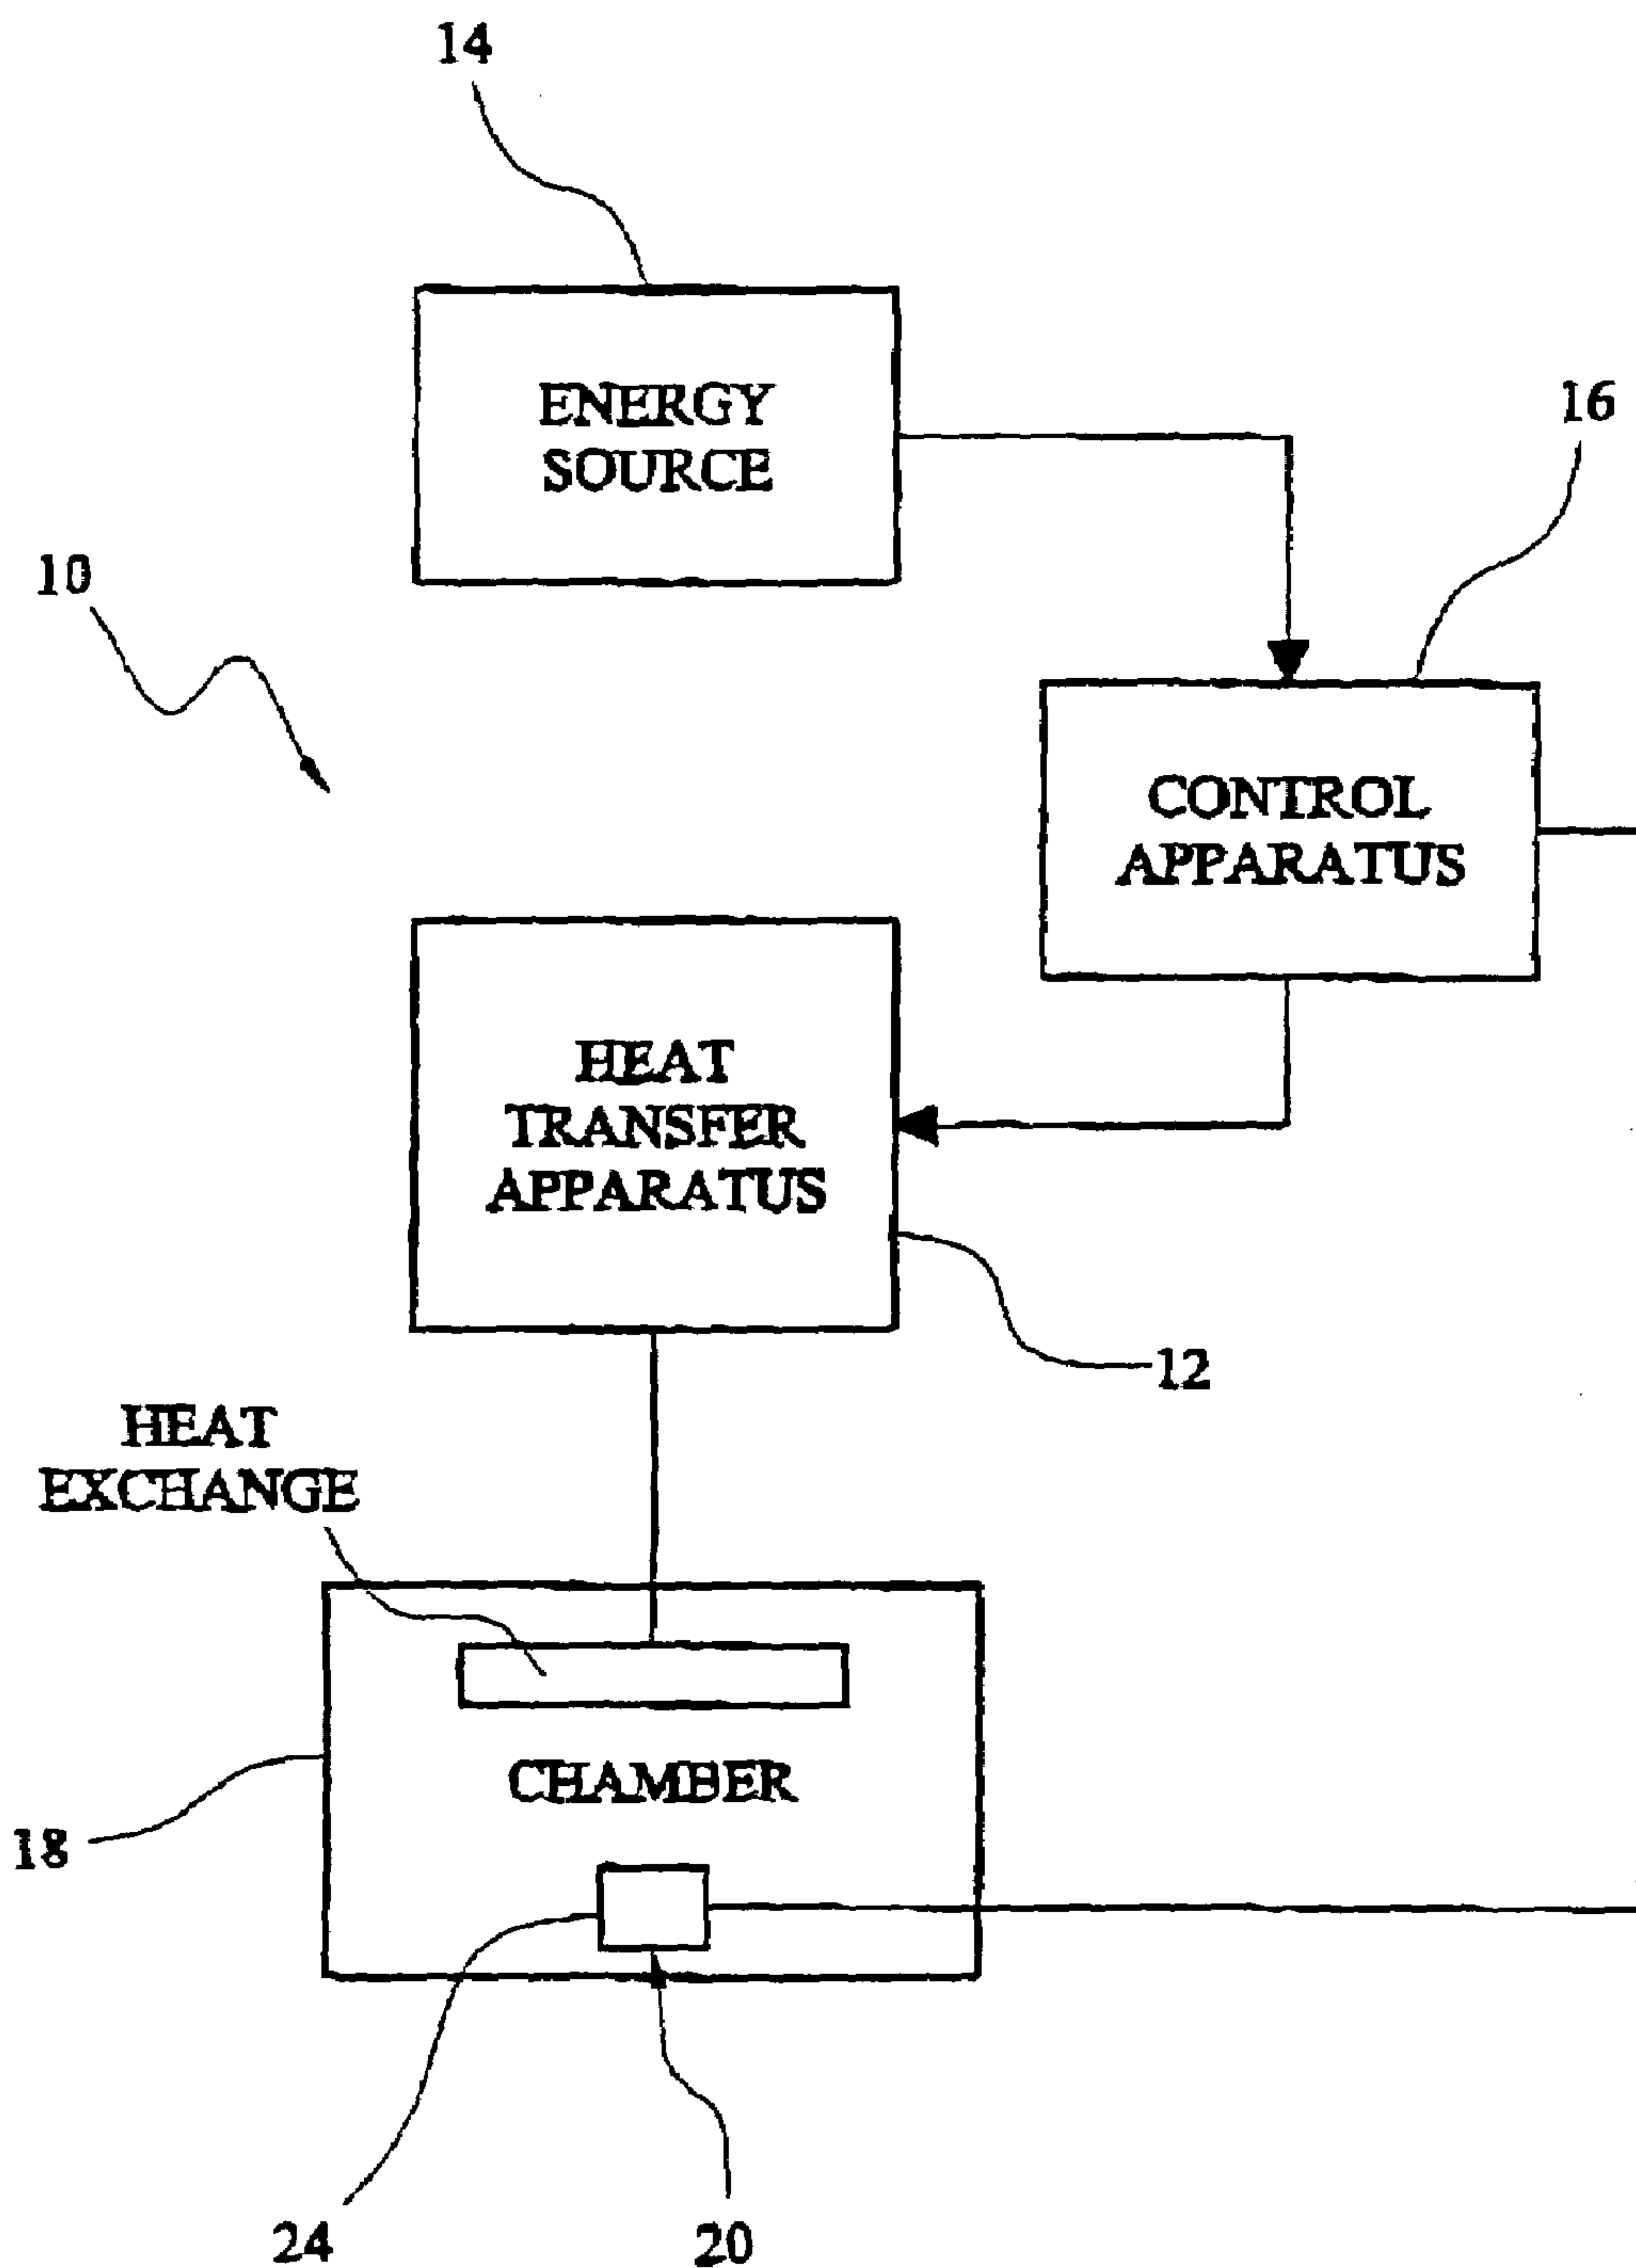 14
ENERGY
SOURCE
16
10
CONTROL
APPARATUS
HEAT
TRANSFER
APPARATUS
12
HEAT
EXCHANGE
CHAMBER
18
24
20